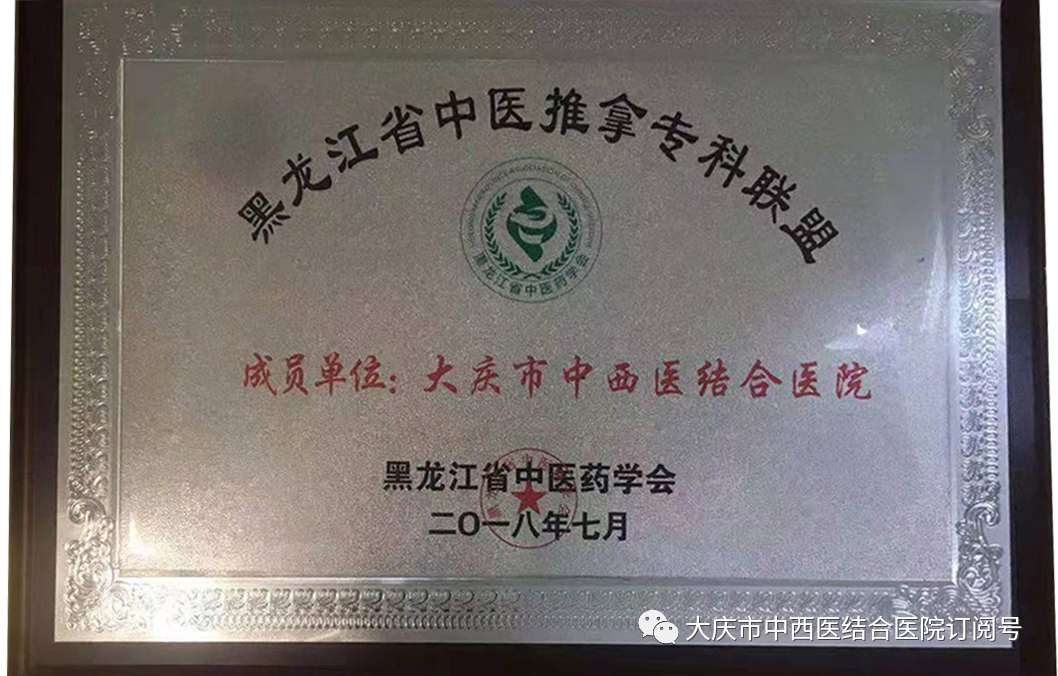 黑龙江省中医推拿专科联盟
黑龙江省中医药学会
成员单位：大庆市中西医结合医院
黑龙江省中医药学会
二〇一八年七月
大庆市中西医结合医院订阅号